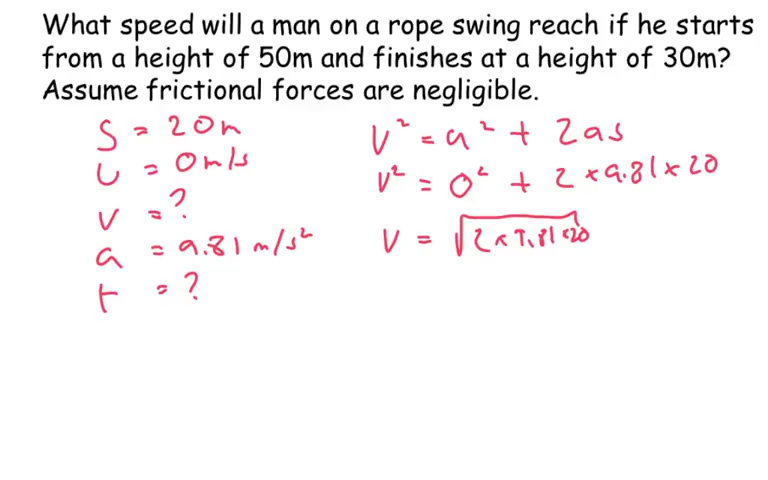 What speed will a man on a rope swing reach if he starts
from a height of 50m and finishes at a height of 30m?
Assume frictional forces are negligible.
S = 20m
U = 0m/s
V = ?
a = 9.81 m/s²
t = ?
V² = u² + 2as
V² = 0² + 2 × 9.81 × 20
V = √2 × 9.81 × 20